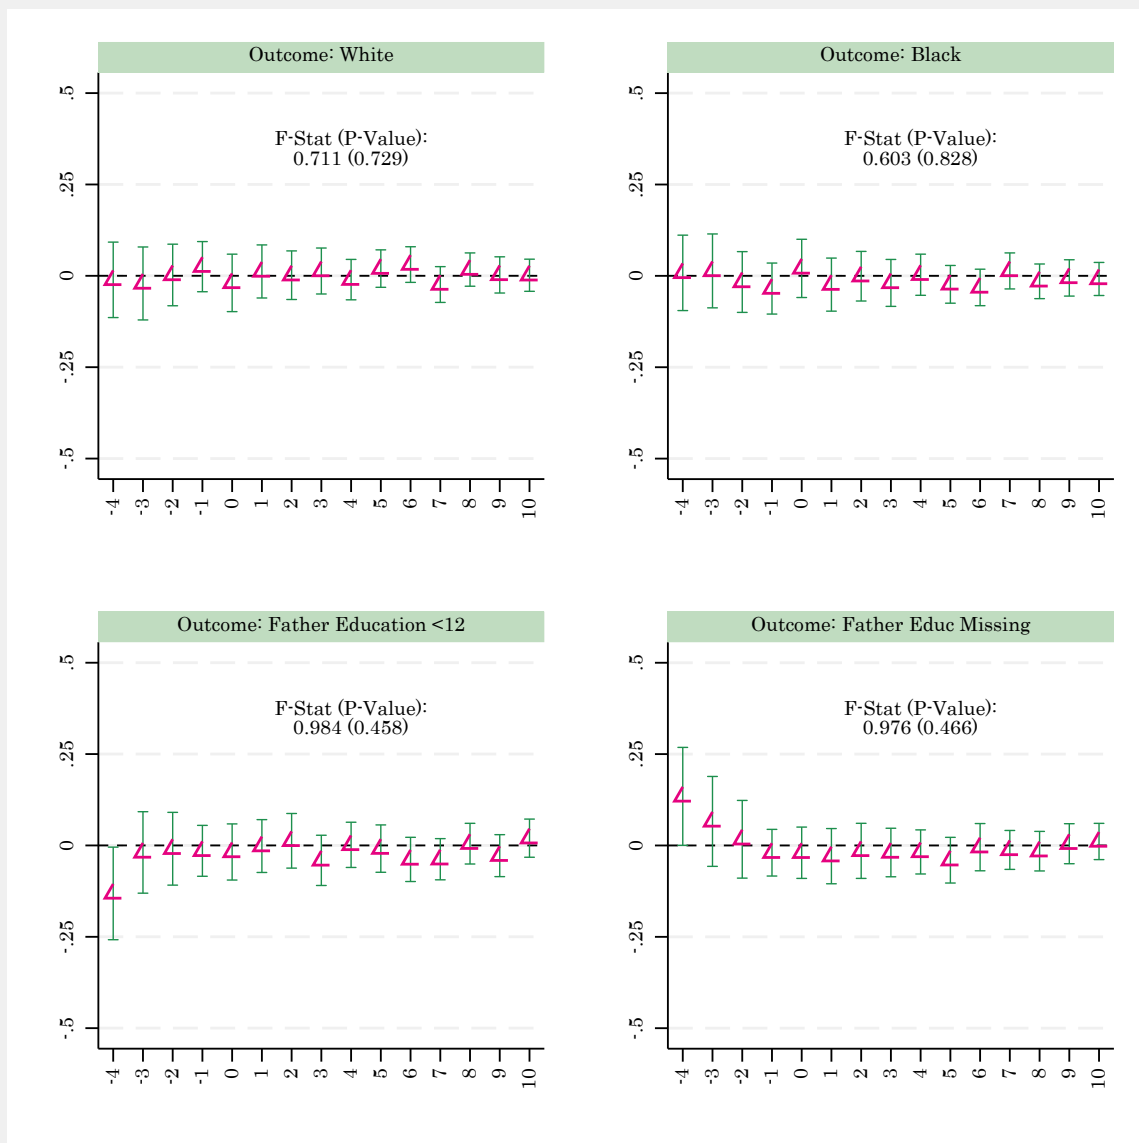 Outcome: White
F-Stat (P-Value):
0.711 (0.729)
.5
.25
0
-.25
-.5
-4 -3 -2 -1 0 1 2 3 4 5 6 7 8 9 10
Outcome: Black
F-Stat (P-Value):
0.603 (0.828)
.5
.25
0
-.25
-.5
-4 -3 -2 -1 0 1 2 3 4 5 6 7 8 9 10
Outcome: Father Education <12
F-Stat (P-Value):
0.984 (0.458)
.5
.25
0
-.25
-.5
-4 -3 -2 -1 0 1 2 3 4 5 6 7 8 9 10
Outcome: Father Educ Missing
F-Stat (P-Value):
0.976 (0.466)
.5
.25
0
-.25
-.5
-4 -3 -2 -1 0 1 2 3 4 5 6 7 8 9 10